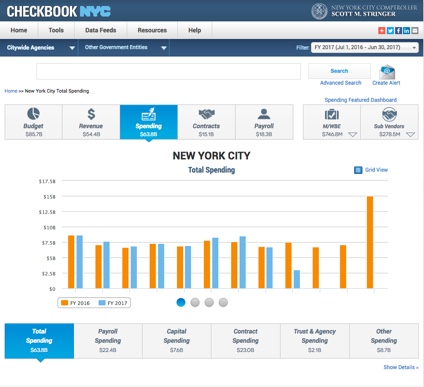 CHECKBOOK NYC
NEW YORK CITY COMPTROLLER
SCOTT M. STRINGER
Home Tools Data Feeds Resources Help
Citywide Agencies Other Government Entities Filter FY 2017 (Jul 1, 2016 - Jun 30, 2017)
Search
Advanced Search Create Alert
Home >> New York City Total Spending
Spending Featured Dashboard
Budget Revenue Spending Contracts Payroll M/WBE Sub Vendors
$85.7B $54.4B $63.8B $15.1B $18.3B $746.8M $278.5M
NEW YORK CITY
Total Spending
Grid View
$17.5B
$15B
$12.5B
$10B
$7.5B
$5B
$2.5B
$0
FY 2016 FY 2017
Total Payroll Capital Contract Trust & Agency Other
Spending Spending Spending Spending Spending Spending
$63.8B $22.4B $7.6B $23.0B $2.1B $8.7B
Show Details »